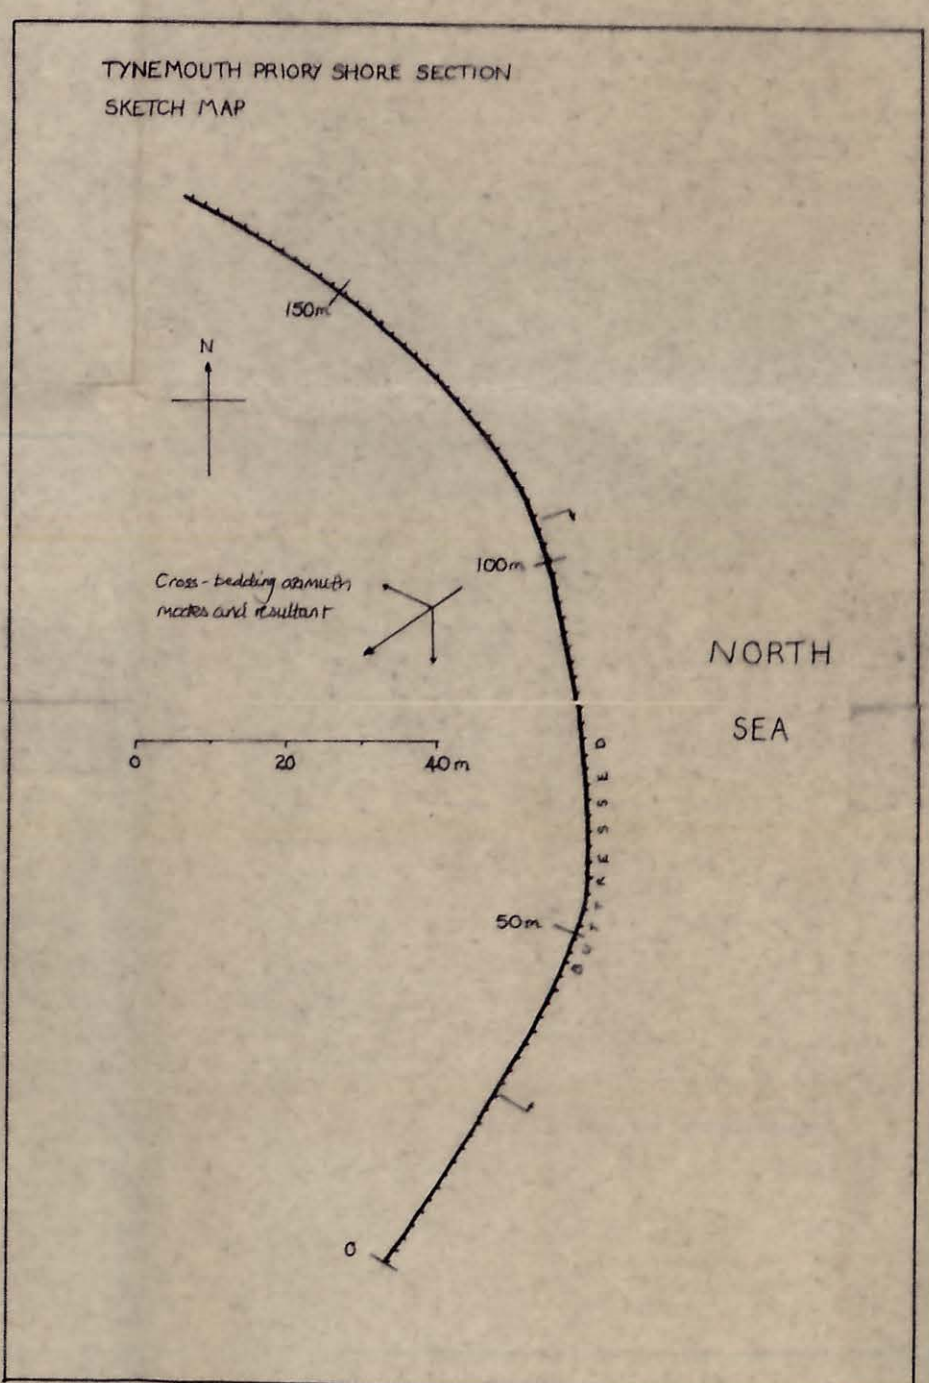 TYNEMOUTH PRIORY SHORE SECTION
SKETCH MAP
150m
N
100m
Cross-bedding azimuth
modes and resultant
NORTH
SEA
0 20 40m
BUTTRESSED
50m
0